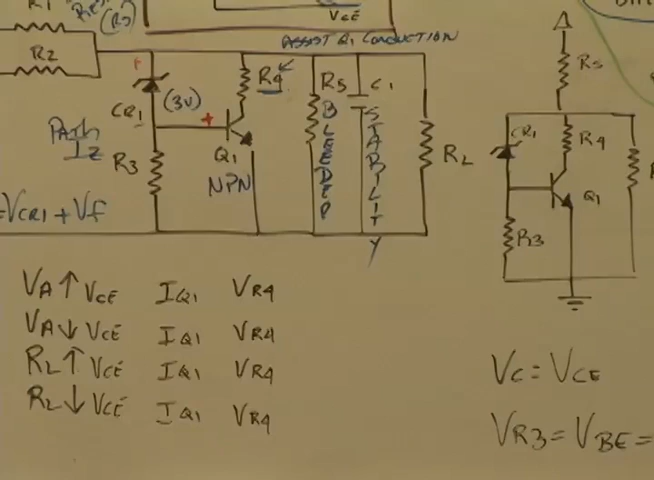 R1
VCE
ASSIST Q1 CONDUCTION
R2
R4
R5
C1
CR1
(3V)
BLEEDER
STABILITY
RL
PATH
IZ
R3
Q1
NPN
VCR1 + Vf
R5
CR1
R4
Q1
R3
VA↑ VCE IQ1 VR4
VA↓ VCE IQ1 VR4
RL↑ VCE IQ1 VR4
RL↓ VCE IQ1 VR4
VC = VCE
VR3 = VBE =